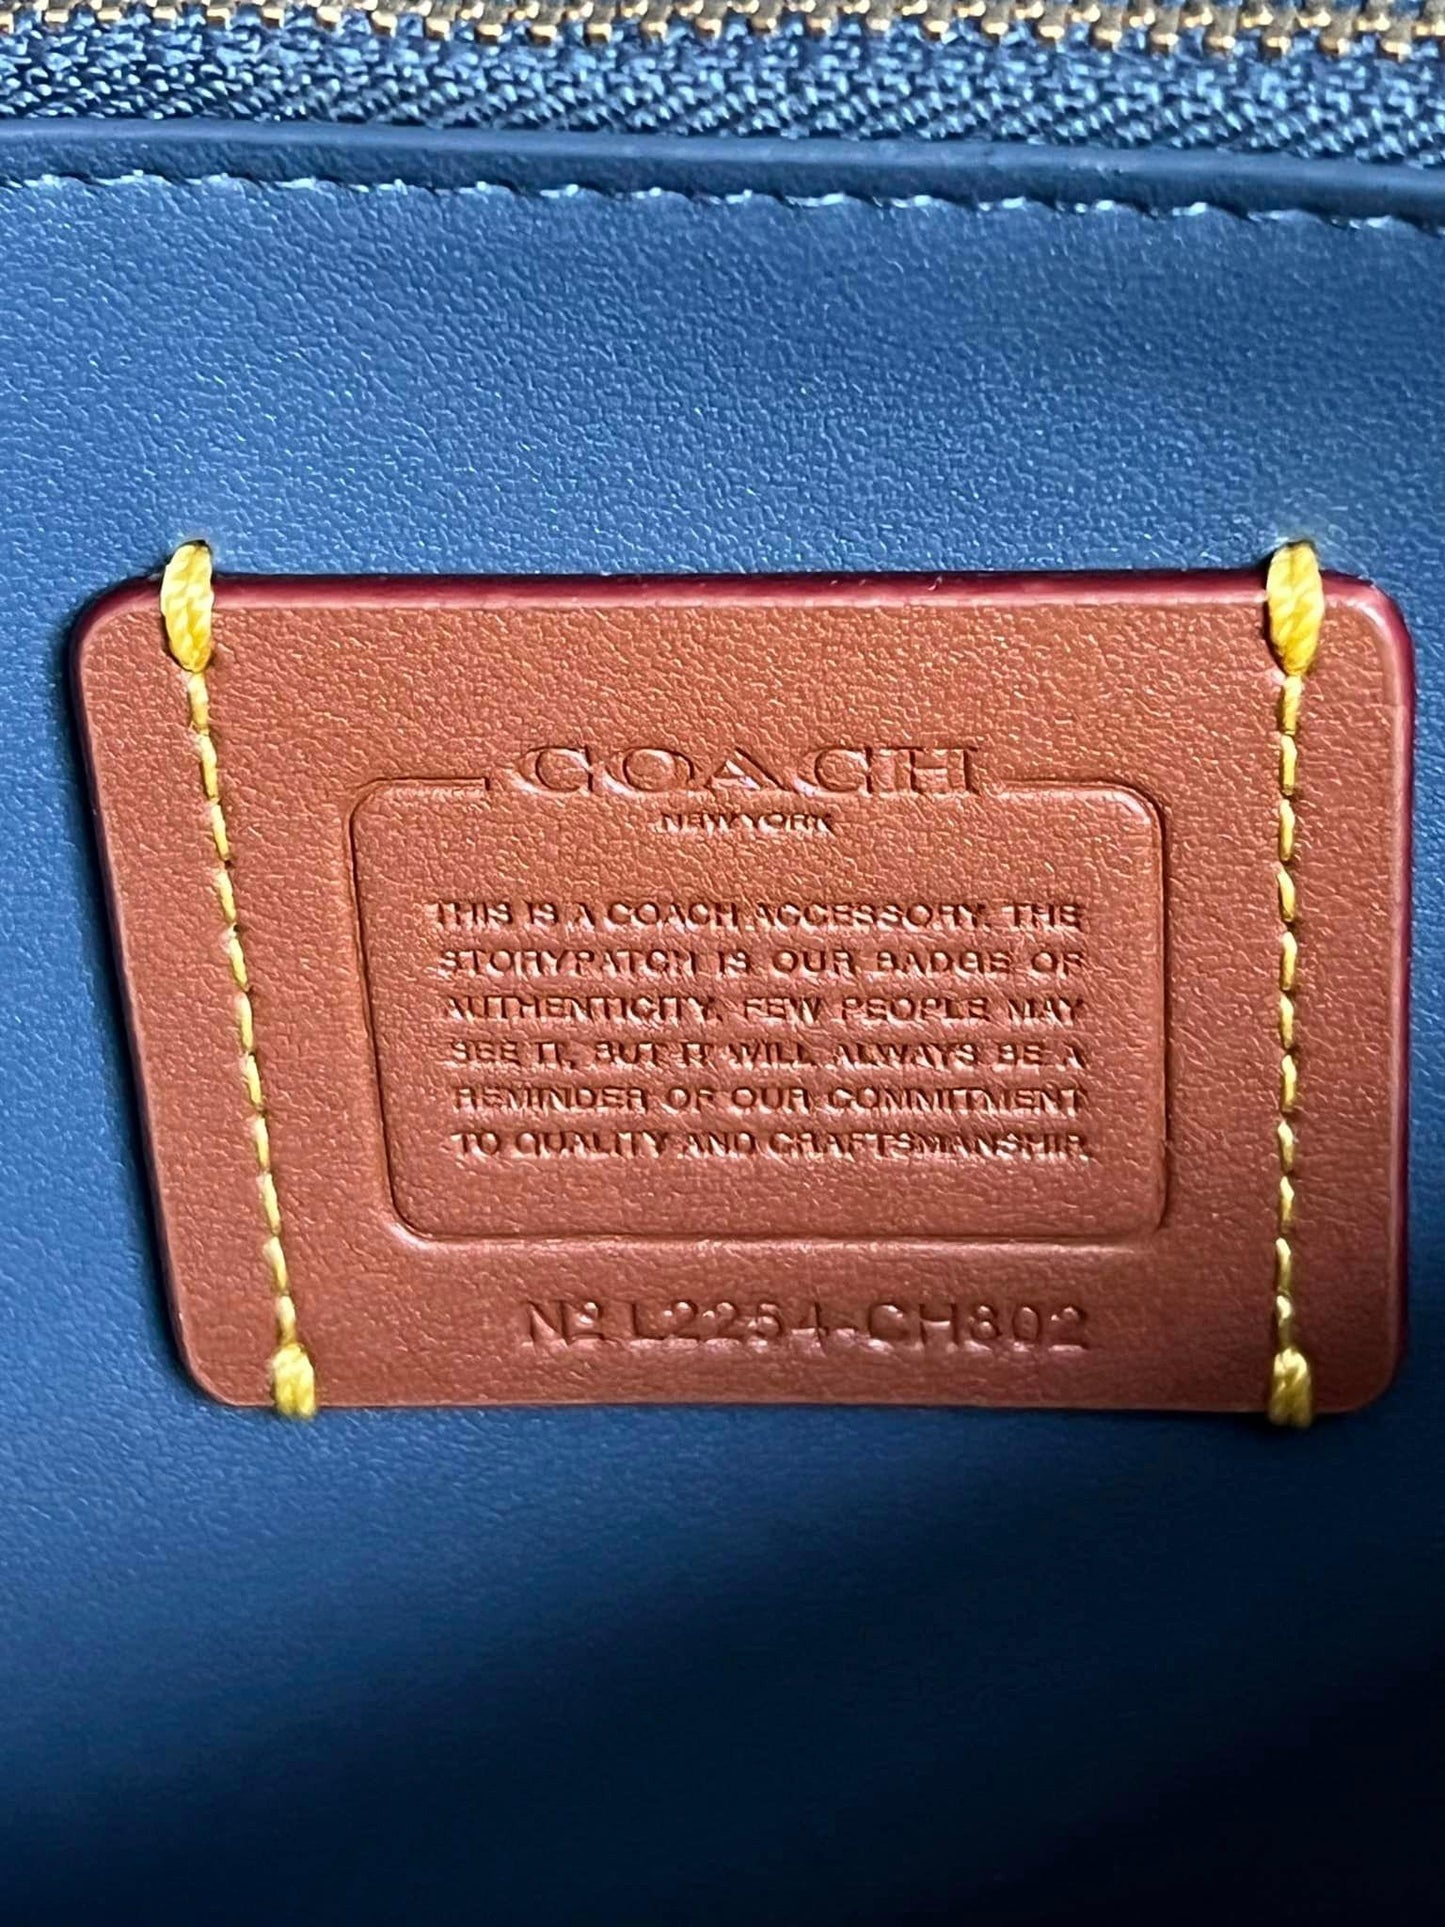 COACH
NEW YORK
THIS IS A COACH ACCESSORY. THE
STORYPATCH IS OUR BADGE OF
AUTHENTICITY. FEW PEOPLE MAY
SEE IT, BUT IT WILL ALWAYS BE A
REMINDER OF OUR COMMITMENT
TO QUALITY AND CRAFTSMANSHIP.
Nº L2254-CH802